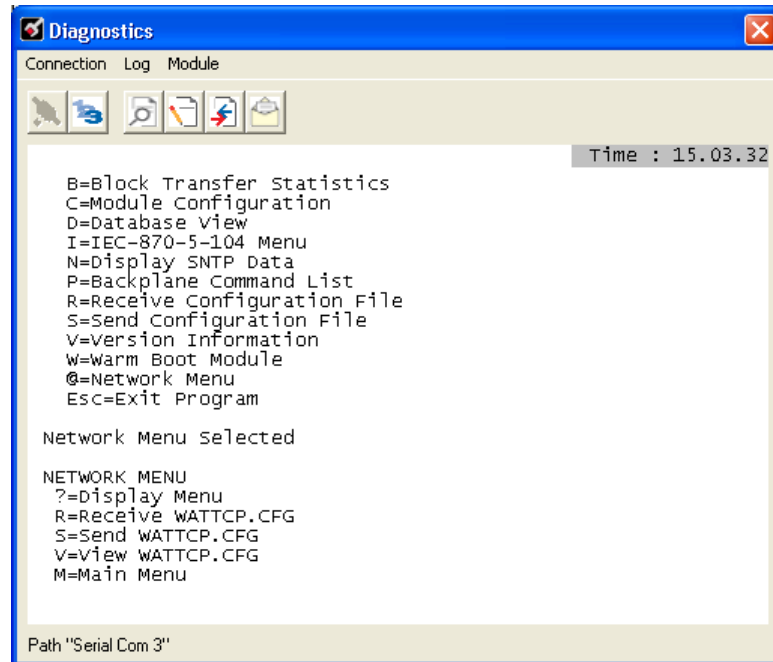 Diagnostics
Connection Log Module
Time : 15.03.32
B=Block Transfer Statistics
C=Module Configuration
D=Database View
I=IEC-870-5-104 Menu
N=Display SNTP Data
P=Backplane Command List
R=Receive Configuration File
S=Send Configuration File
V=Version Information
W=Warm Boot Module
@=Network Menu
Esc=Exit Program
Network Menu Selected
NETWORK MENU
?=Display Menu
R=Receive WATTCP.CFG
S=Send WATTCP.CFG
V=View WATTCP.CFG
M=Main Menu
Path "Serial Com 3"